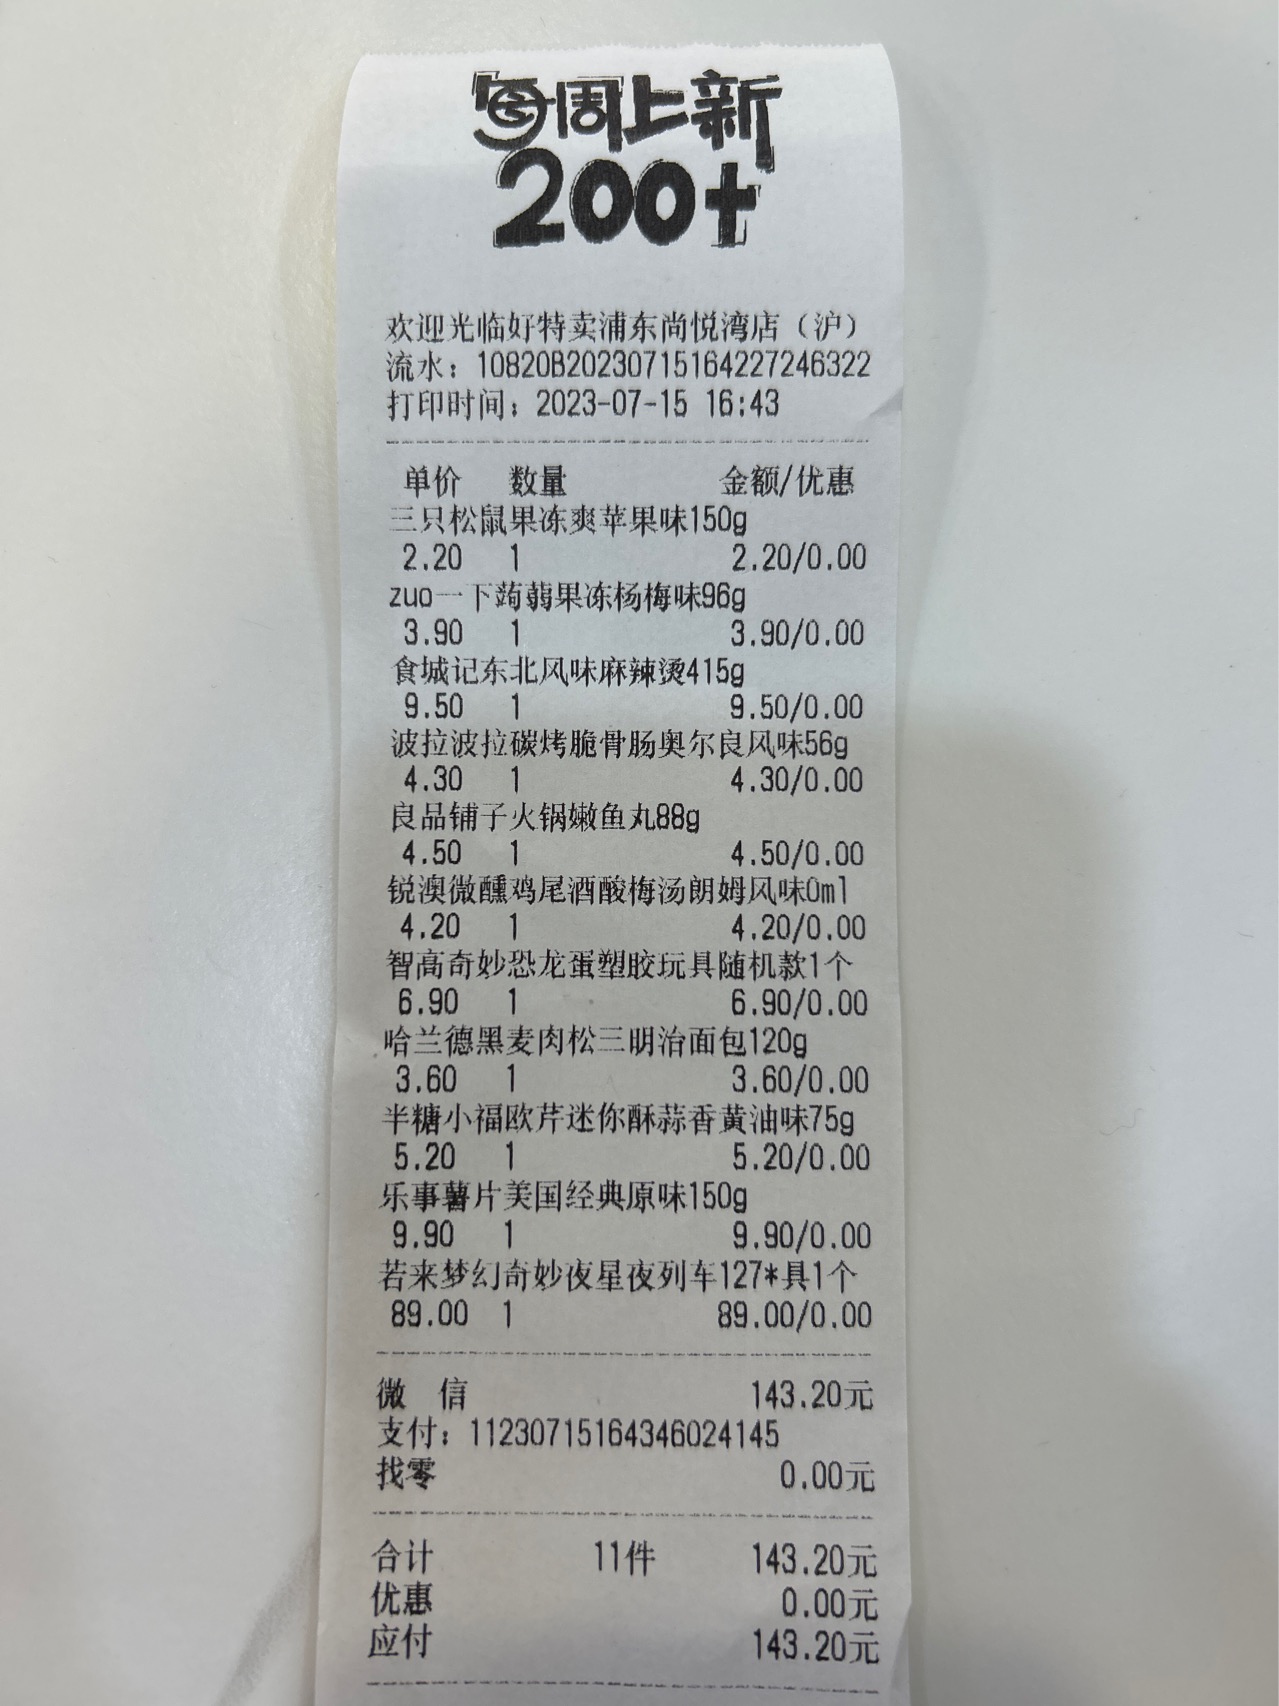 每周上新
200+
欢迎光临好特卖浦东尚悦湾店（沪）
流水：10820B20230715164227246322
打印时间：2023-07-15 16:43
单价 数量 金额/优惠
三只松鼠果冻爽苹果味150g
2.20 1 2.20/0.00
zuo一下蒟蒻果冻杨梅味96g
3.90 1 3.90/0.00
食城记东北风味麻辣烫415g
9.50 1 9.50/0.00
波拉波拉碳烤脆骨肠奥尔良风味56g
4.30 1 4.30/0.00
良品铺子火锅嫩鱼丸88g
4.50 1 4.50/0.00
锐澳微醺鸡尾酒酸梅汤朗姆风味0ml
4.20 1 4.20/0.00
智高奇妙恐龙蛋塑胶玩具随机款1个
6.90 1 6.90/0.00
哈兰德黑麦肉松三明治面包120g
3.60 1 3.60/0.00
半糖小福欧芹迷你酥蒜香黄油味75g
5.20 1 5.20/0.00
乐事薯片美国经典原味150g
9.90 1 9.90/0.00
若来梦幻奇妙夜星夜列车127*具1个
89.00 1 89.00/0.00
微 信 143.20元
支付：11230715164346024145
找零 0.00元
合计 11件 143.20元
优惠 0.00元
应付 143.20元